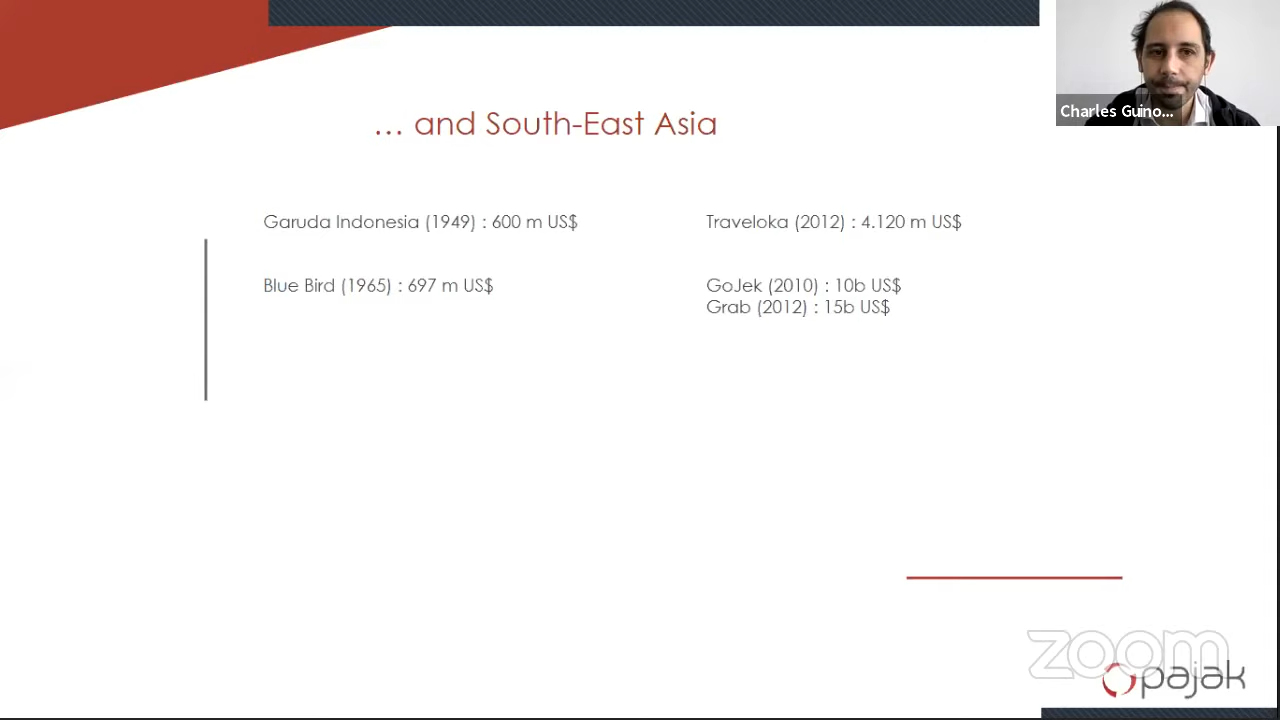 Charles Guino...
... and South-East Asia
Garuda Indonesia (1949) : 600 m US$
Traveloka (2012) : 4.120 m US$
Blue Bird (1965) : 697 m US$
GoJek (2010) : 10b US$
Grab (2012) : 15b US$
zoom
pajak